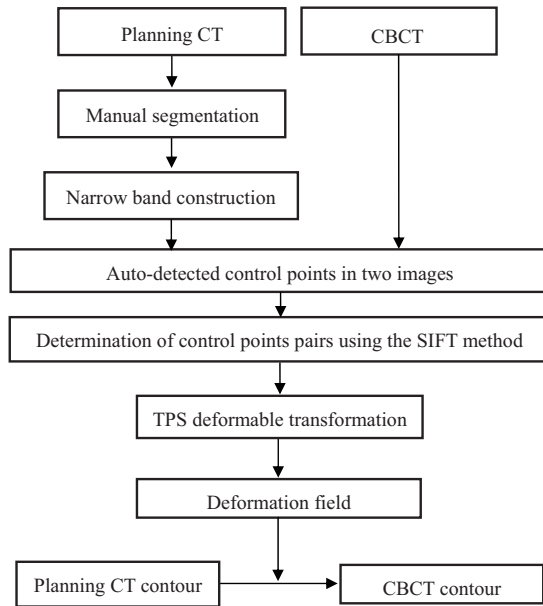 Planning CT
CBCT
Manual segmentation
Narrow band construction
Auto-detected control points in two images
Determination of control points pairs using the SIFT method
TPS deformable transformation
Deformation field
Planning CT contour
CBCT contour